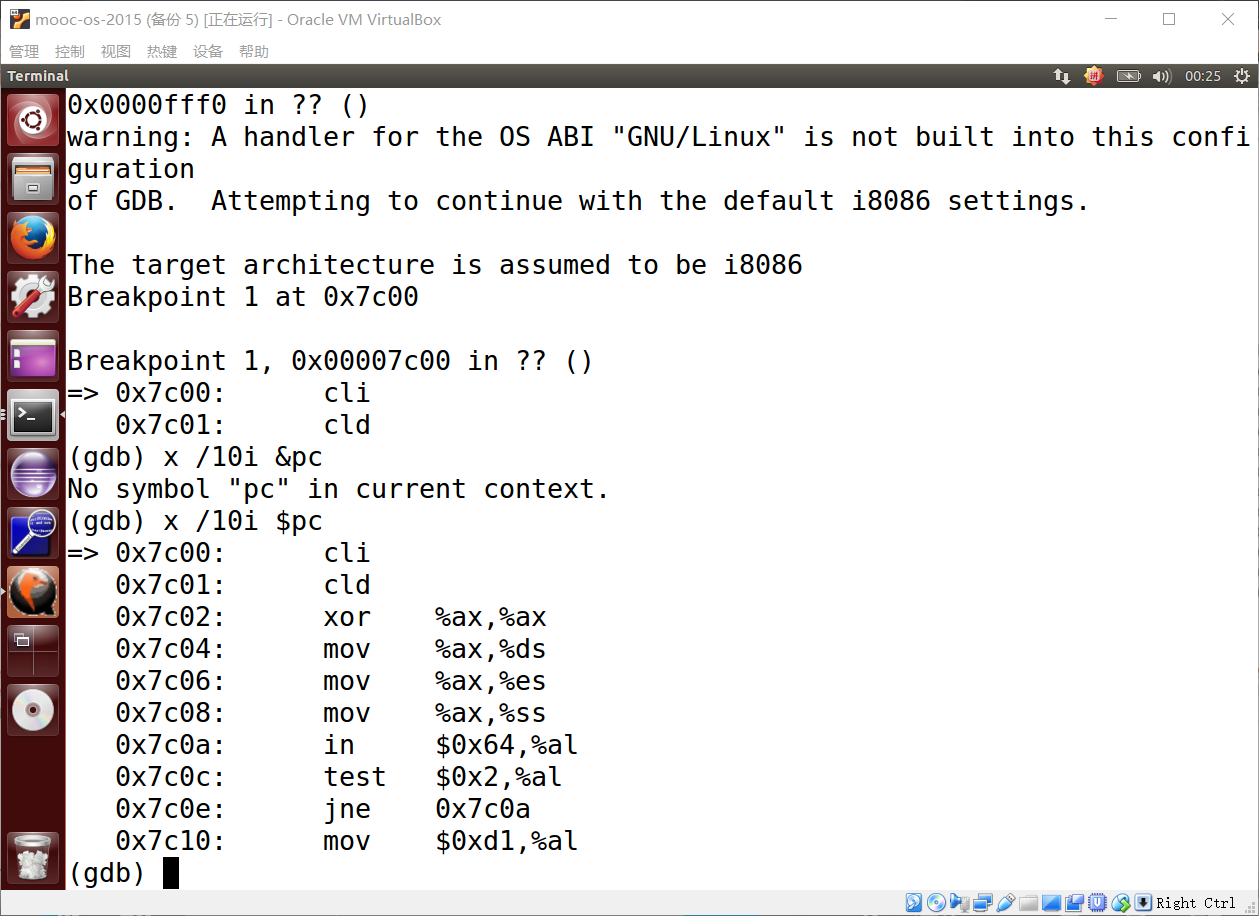 mooc-os-2015 (备份 5) [正在运行] - Oracle VM VirtualBox
管理 控制 视图 热键 设备 帮助
Terminal
拼 00:25
0x0000fff0 in ?? ()
warning: A handler for the OS ABI "GNU/Linux" is not built into this confi
guration
of GDB.  Attempting to continue with the default i8086 settings.
The target architecture is assumed to be i8086
Breakpoint 1 at 0x7c00
Breakpoint 1, 0x00007c00 in ?? ()
=> 0x7c00:      cli
   0x7c01:      cld
(gdb) x /10i &pc
No symbol "pc" in current context.
(gdb) x /10i $pc
=> 0x7c00:      cli
   0x7c01:      cld
   0x7c02:      xor    %ax,%ax
   0x7c04:      mov    %ax,%ds
   0x7c06:      mov    %ax,%es
   0x7c08:      mov    %ax,%ss
   0x7c0a:      in     $0x64,%al
   0x7c0c:      test   $0x2,%al
   0x7c0e:      jne    0x7c0a
   0x7c10:      mov    $0xd1,%al
(gdb)
Right Ctrl